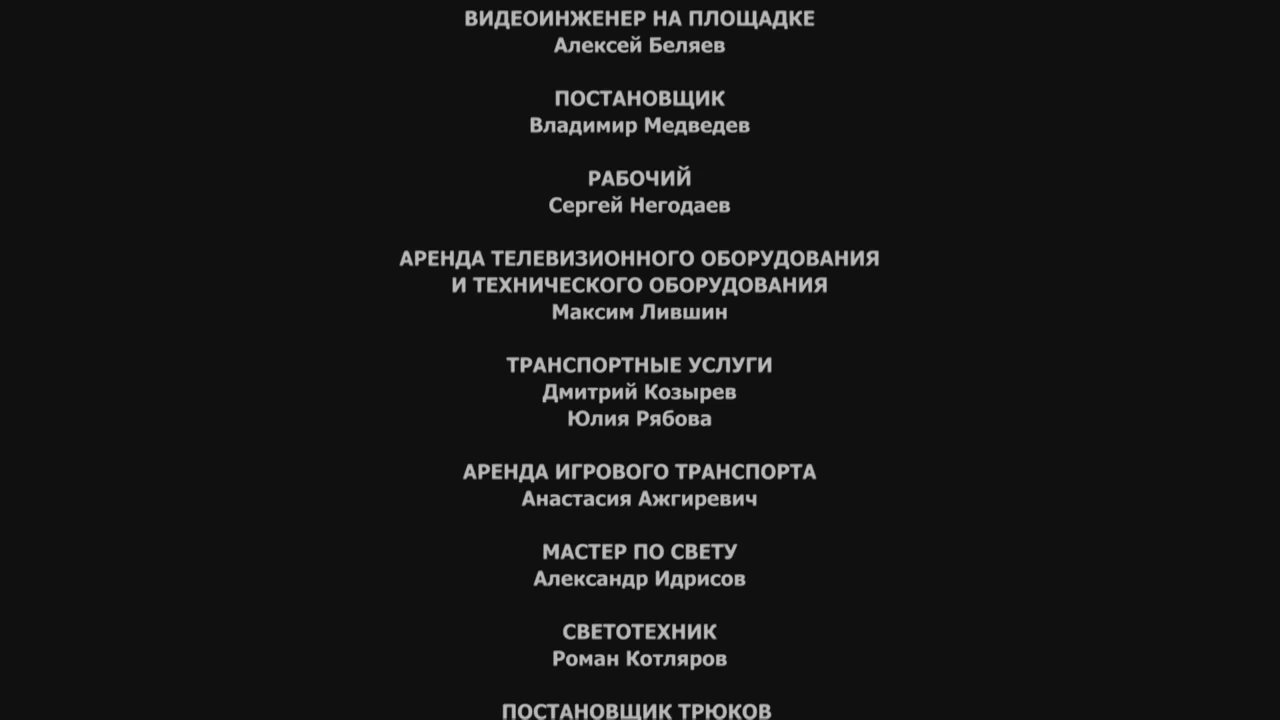 ВИДЕОИНЖЕНЕР НА ПЛОЩАДКЕ
Алексей Беляев
ПОСТАНОВЩИК
Владимир Медведев
РАБОЧИЙ
Сергей Негодаев
АРЕНДА ТЕЛЕВИЗИОННОГО ОБОРУДОВАНИЯ
И ТЕХНИЧЕСКОГО ОБОРУДОВАНИЯ
Максим Лившин
ТРАНСПОРТНЫЕ УСЛУГИ
Дмитрий Козырев
Юлия Рябова
АРЕНДА ИГРОВОГО ТРАНСПОРТА
Анастасия Ажгиревич
МАСТЕР ПО СВЕТУ
Александр Идрисов
СВЕТОТЕХНИК
Роман Котляров
ПОСТАНОВЩИК ТРЮКОВ